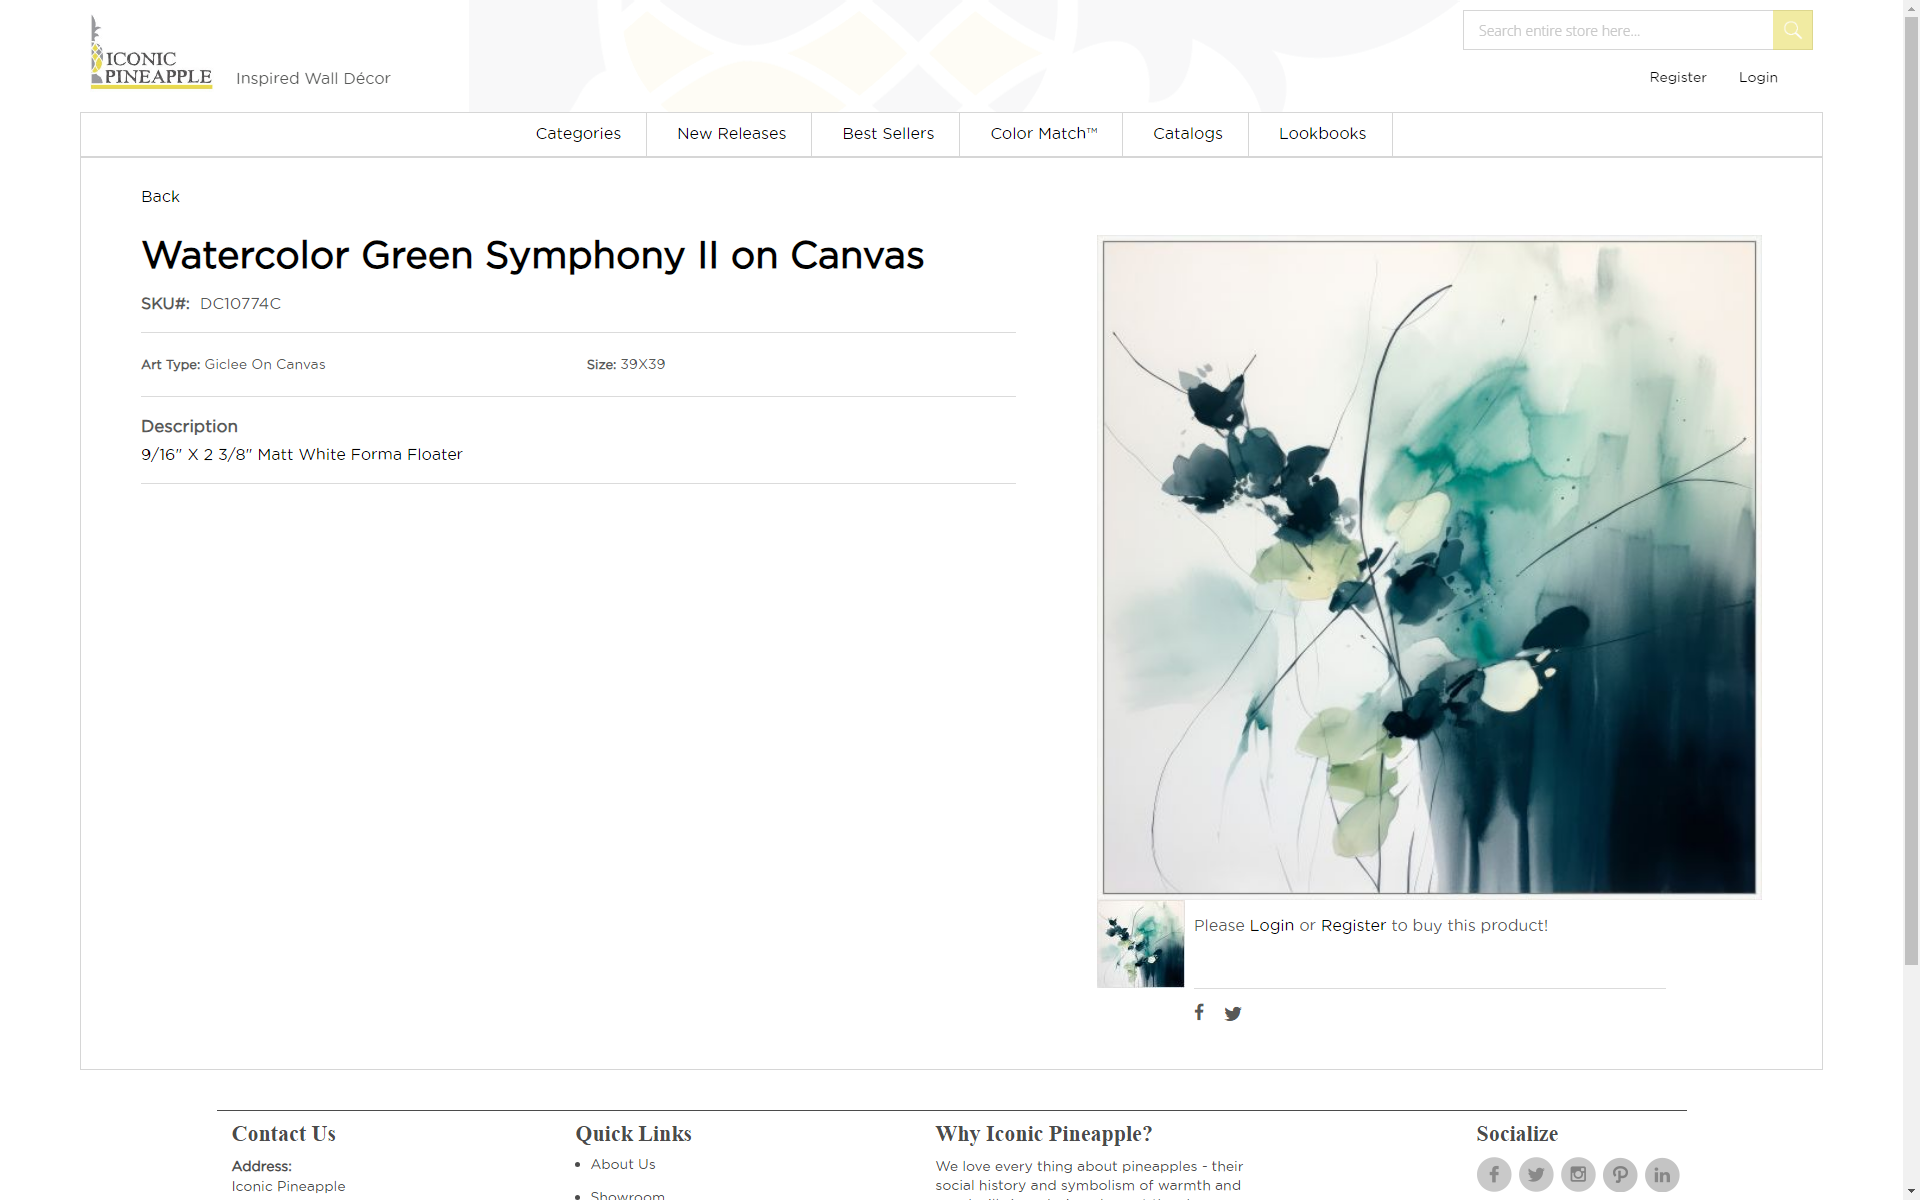 ICONIC
PINEAPPLE
Inspired Wall Décor
Search entire store here...
Register
Login
Categories
New Releases
Best Sellers
Color Match™
Catalogs
Lookbooks
Back
Watercolor Green Symphony II on Canvas
SKU#: DC10774C
Art Type: Giclee On Canvas
Size: 39X39
Description
9/16" X 2 3/8" Matt White Forma Floater
Please Login or Register to buy this product!
Contact Us
Address:
Iconic Pineapple
Quick Links
About Us
Showroom
Why Iconic Pineapple?
We love every thing about pineapples - their
social history and symbolism of warmth and
Socialize